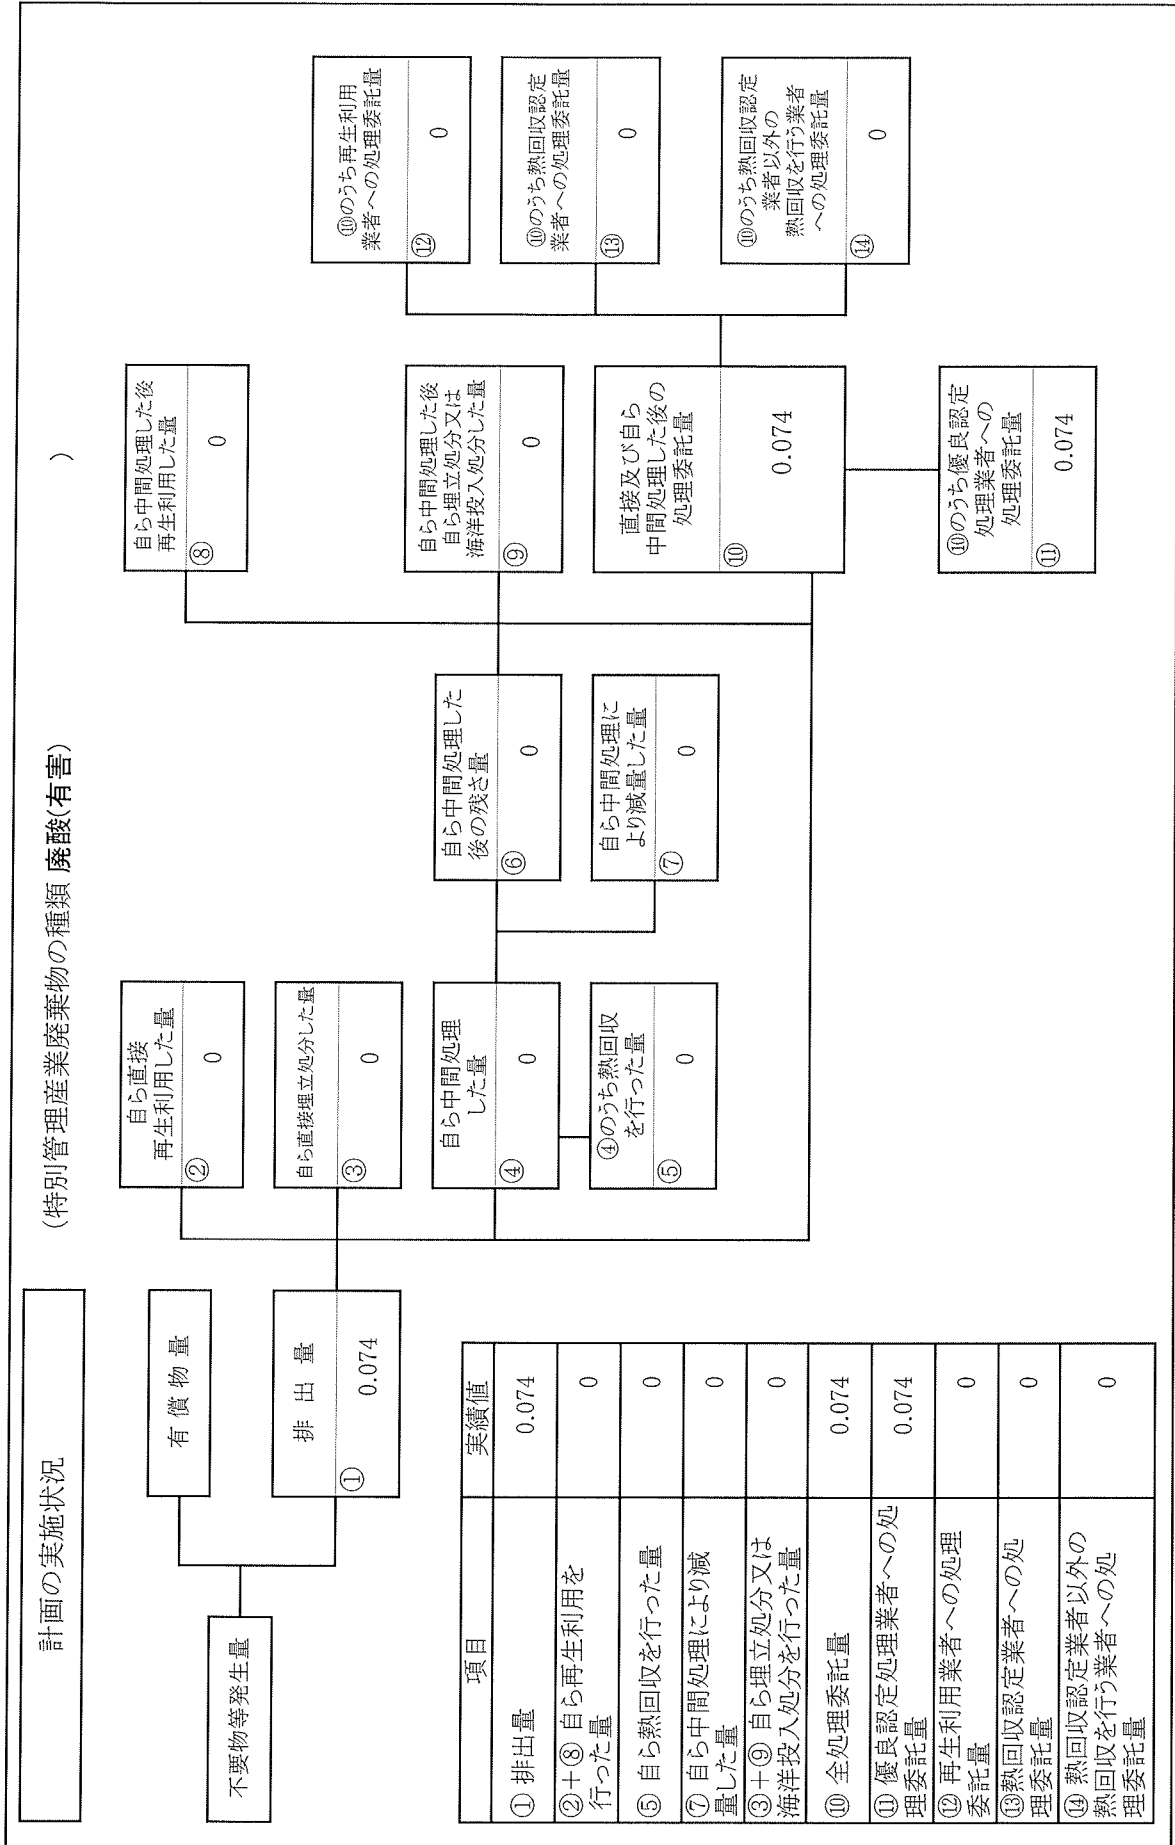 計画の実施状況
(特別管理産業廃棄物の種類 廃酸(有害)
)
不要物等発生量
有 償 物 量
排 出 量
①
0.074
自ら直接
再生利用した量
②
0
自ら直接埋立処分した量
③
0
自ら中間処理
した量
④
0
④のうち熱回収
を行った量
⑤
0
自ら中間処理した
後の残さ量
⑥
0
自ら中間処理に
より減量した量
⑦
0
自ら中間処理した後
再生利用した量
⑧
0
自ら中間処理した後
自ら埋立処分又は
海洋投入処分した量
⑨
0
直接及び自ら
中間処理した後の
処理委託量
⑩
0.074
⑩のうち優良認定
処理業者への
処理委託量
⑪
0.074
⑩のうち再生利用
業者への処理委託量
⑫
0
⑩のうち熱回収認定
業者への処理委託量
⑬
0
⑩のうち熱回収認定
業者以外の
熱回収を行う業者
への処理委託量
⑭
0
項目 実績値
① 排出量 0.074
②+⑧ 自ら再生利用を
行った量 0
⑤ 自ら熱回収を行った量 0
⑦ 自ら中間処理により減
量した量 0
③+⑨ 自ら埋立処分又は
海洋投入処分を行った量 0
⑩ 全処理委託量 0.074
⑪ 優良認定処理業者への処
理委託量 0.074
⑫ 再生利用業者への処理
委託量 0
⑬熱回収認定業者への処
理委託量 0
⑭ 熱回収認定業者以外の
熱回収を行う業者への処
理委託量 0